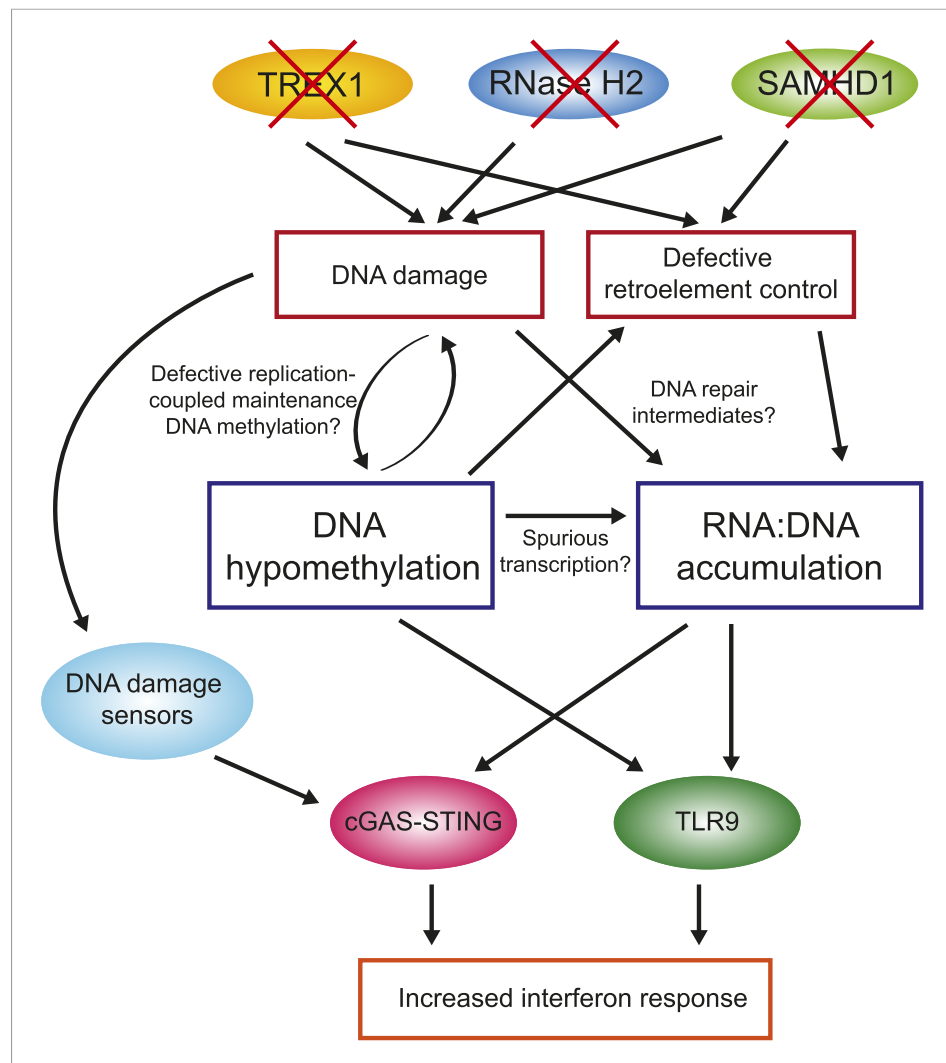 TREX1
RNase H2
SAMHD1
DNA damage
Defective
retroelement control
Defective replication-
coupled maintenance
DNA methylation?
DNA repair
intermediates?
DNA
hypomethylation
Spurious
transcription?
RNA:DNA
accumulation
DNA damage
sensors
cGAS-STING
TLR9
Increased interferon response